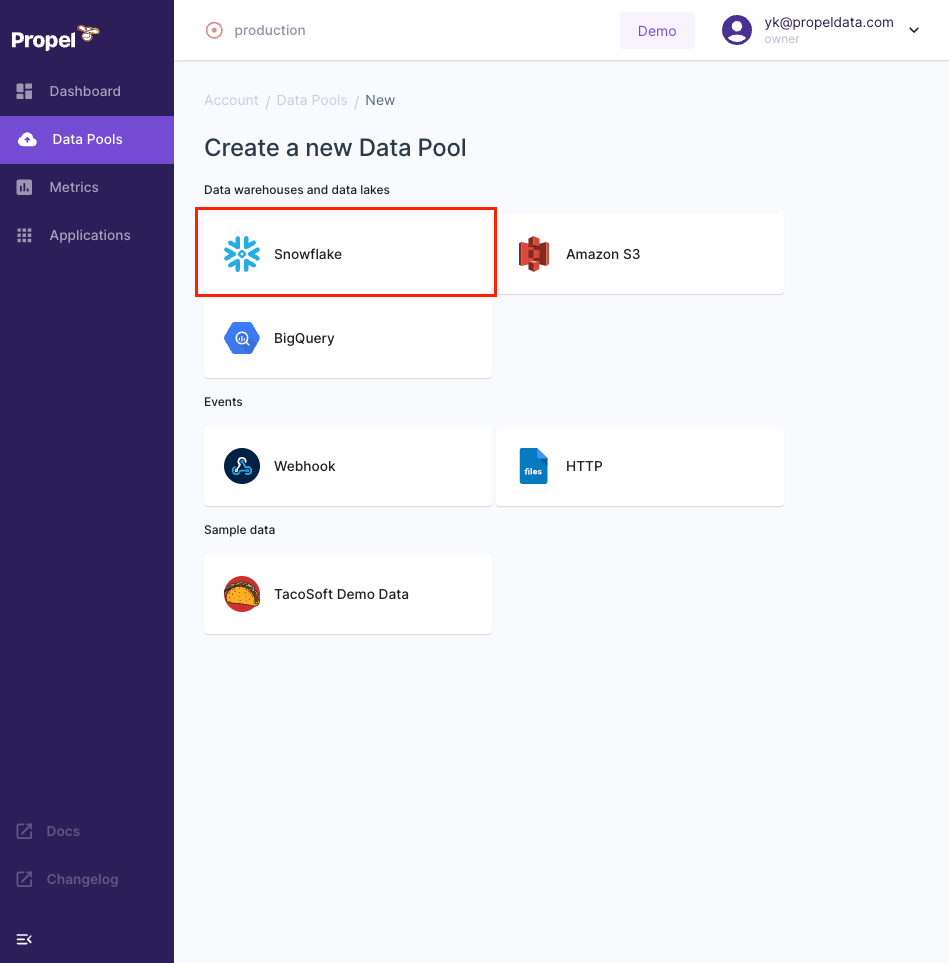 Propel
production
Demo
yk@propeldata.com
owner
Dashboard
Data Pools
Metrics
Applications
Docs
Changelog
Account / Data Pools / New
Create a new Data Pool
Data warehouses and data lakes
Snowflake
Amazon S3
BigQuery
Events
Webhook
files
HTTP
Sample data
TacoSoft Demo Data